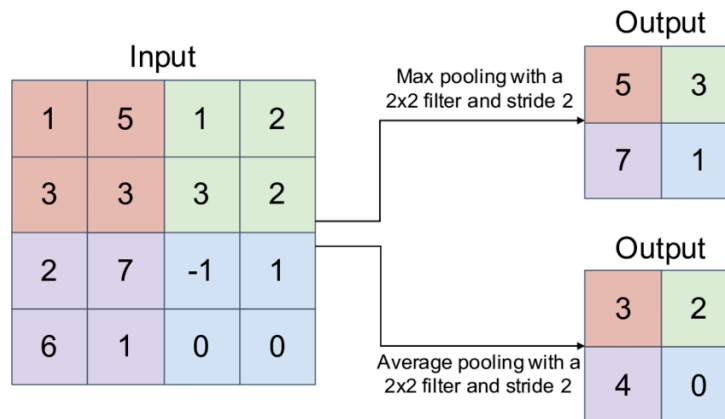 Input
1 5 1 2
3 3 3 2
2 7 -1 1
6 1 0 0
Max pooling with a
2x2 filter and stride 2
Output
5 3
7 1
Average pooling with a
2x2 filter and stride 2
Output
3 2
4 0